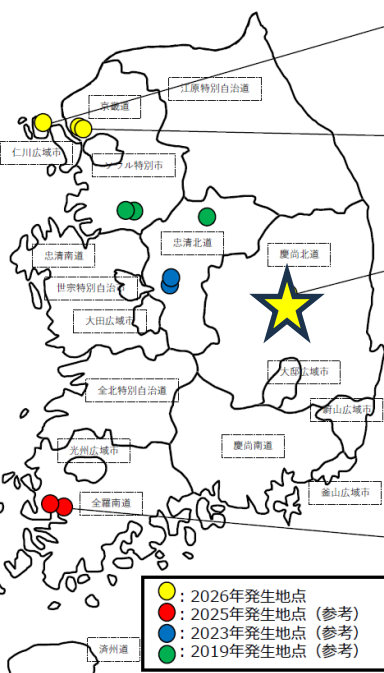 江原特別自治道
京畿道
仁川広域市
ソウル特別市
忠清北道
忠清南道
慶尚北道
世宗特別自治市
大田広域市
大邱広域市
全北特別自治道
蔚山広域市
光州広域市
慶尚南道
釜山広域市
全羅南道
済州道
：2026年発生地点
：2025年発生地点（参考）
：2023年発生地点（参考）
：2019年発生地点（参考）